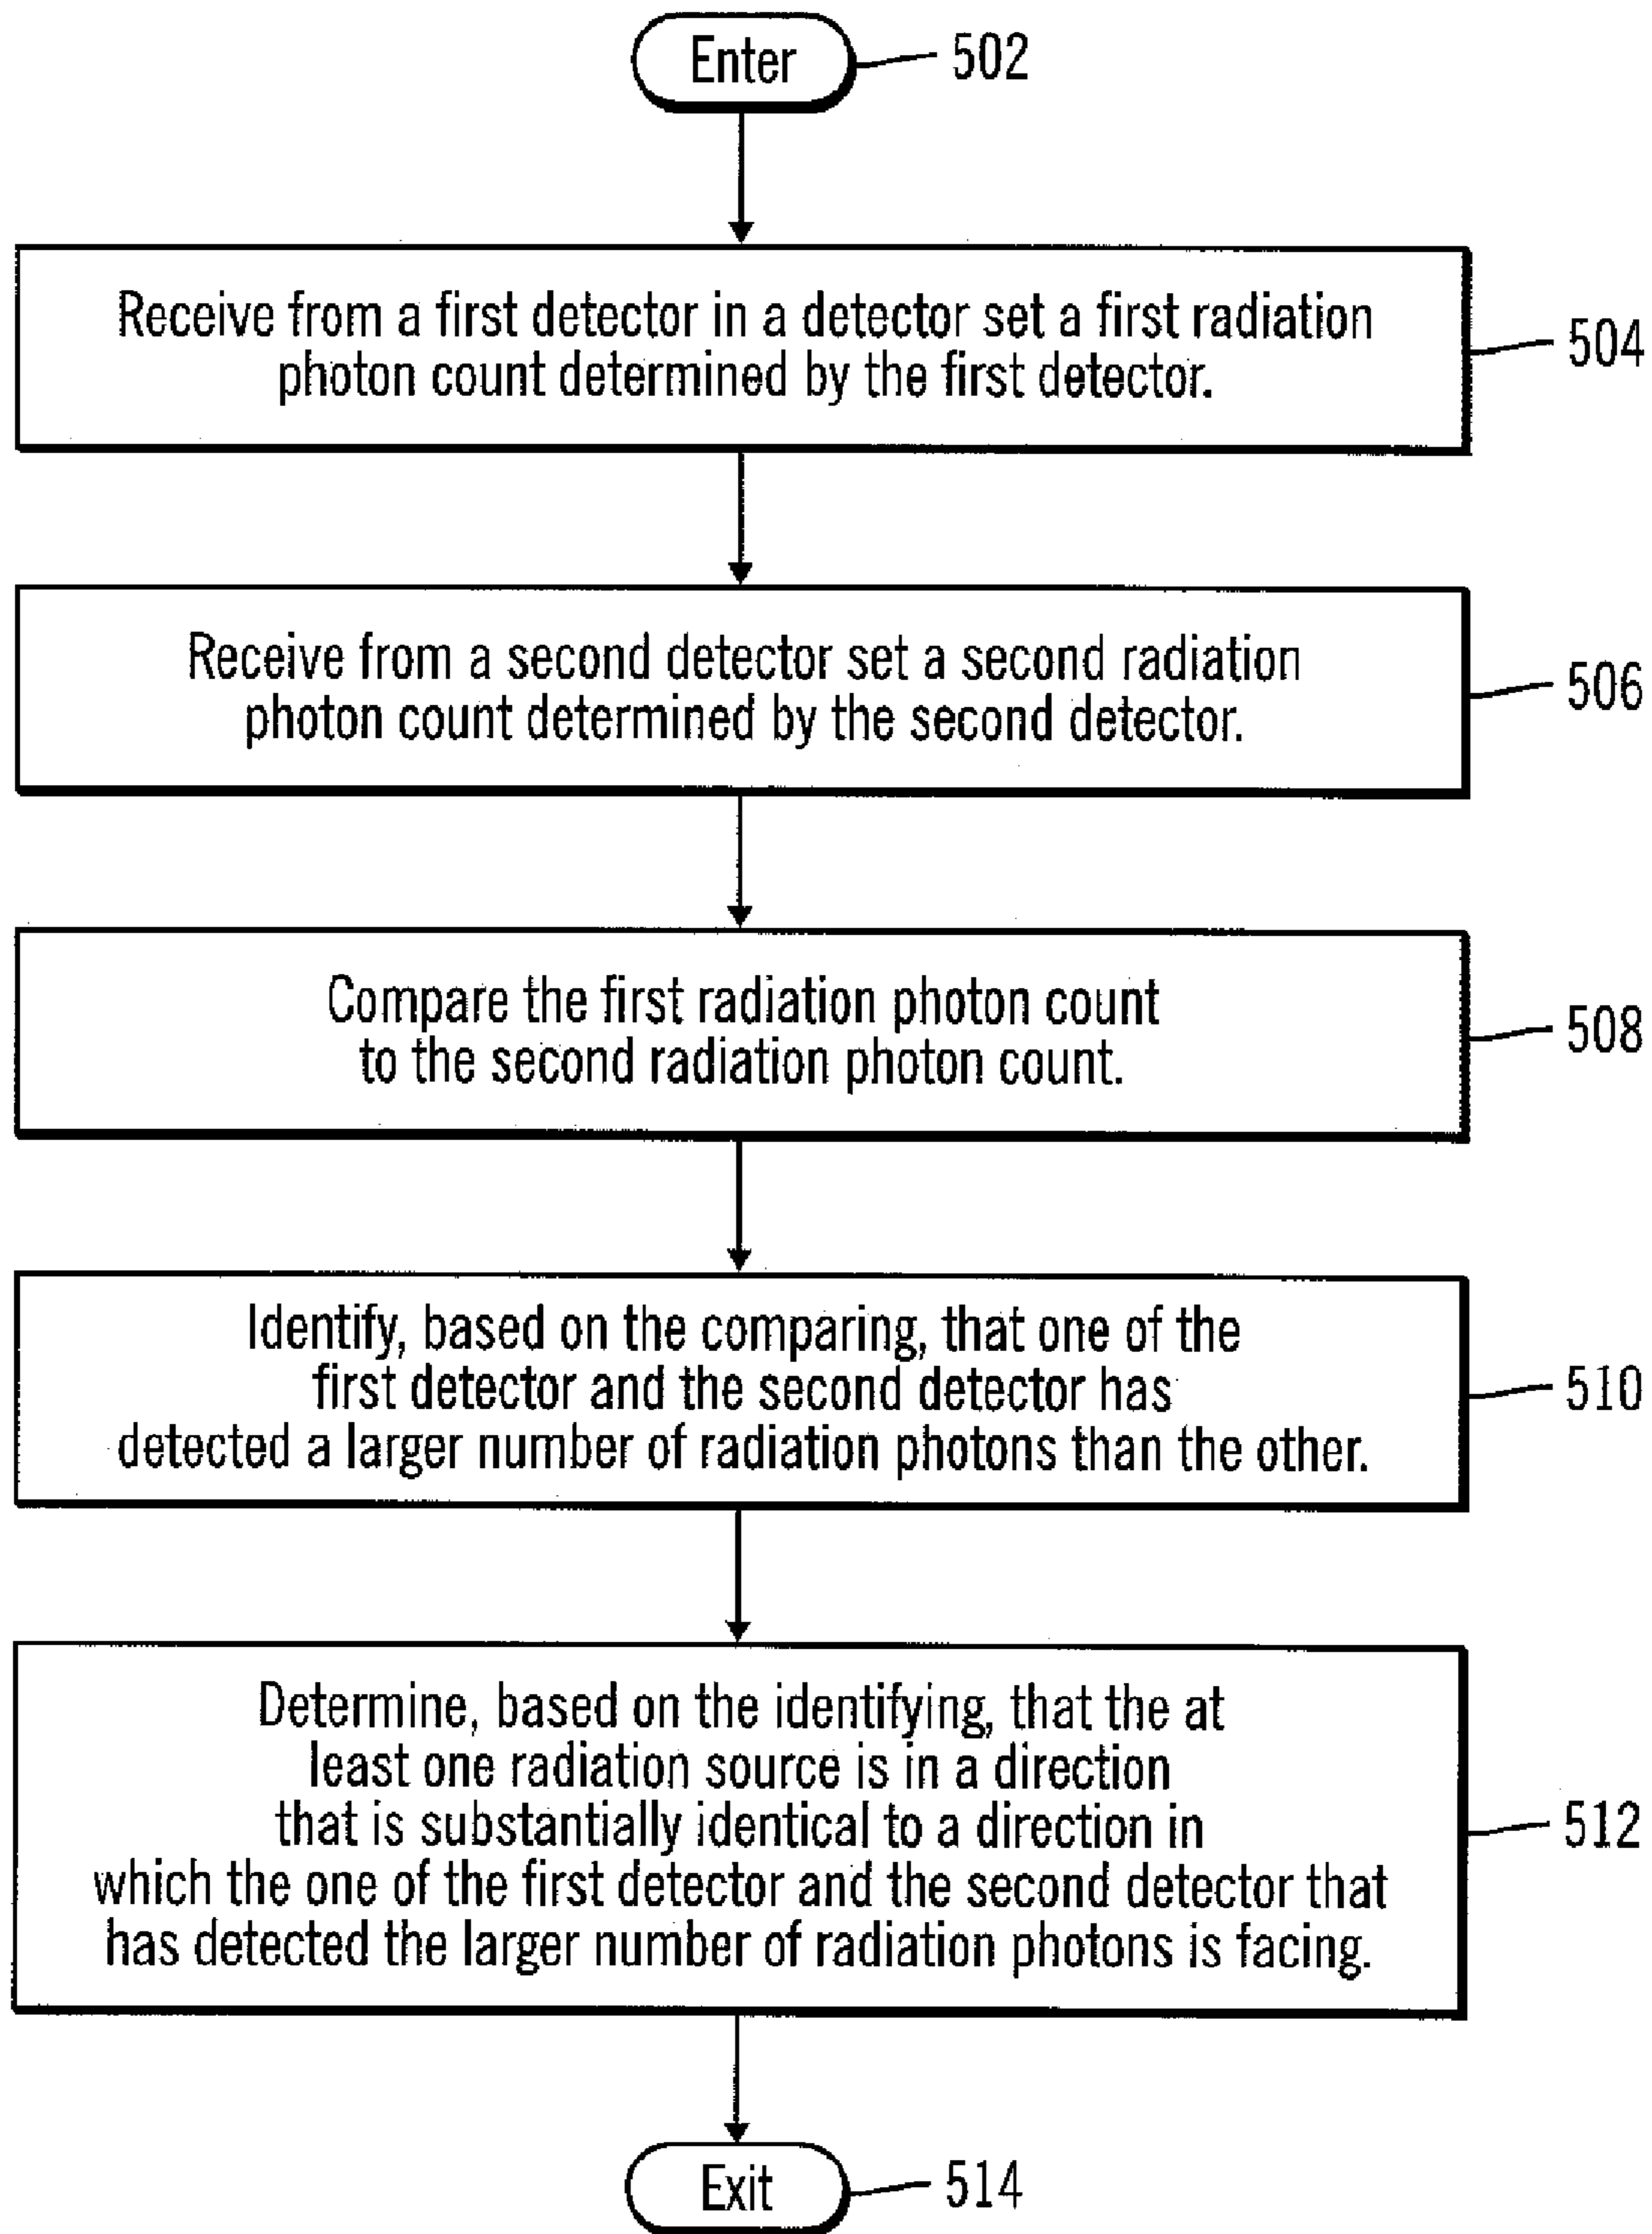 Enter
502
Receive from a first detector in a detector set a first radiation
photon count determined by the first detector.
504
Receive from a second detector set a second radiation
photon count determined by the second detector.
506
Compare the first radiation photon count
to the second radiation photon count.
508
Identify, based on the comparing, that one of the
first detector and the second detector has
detected a larger number of radiation photons than the other.
510
Determine, based on the identifying, that the at
least one radiation source is in a direction
that is substantially identical to a direction in
which the one of the first detector and the second detector that
has detected the larger number of radiation photons is facing.
512
Exit
514